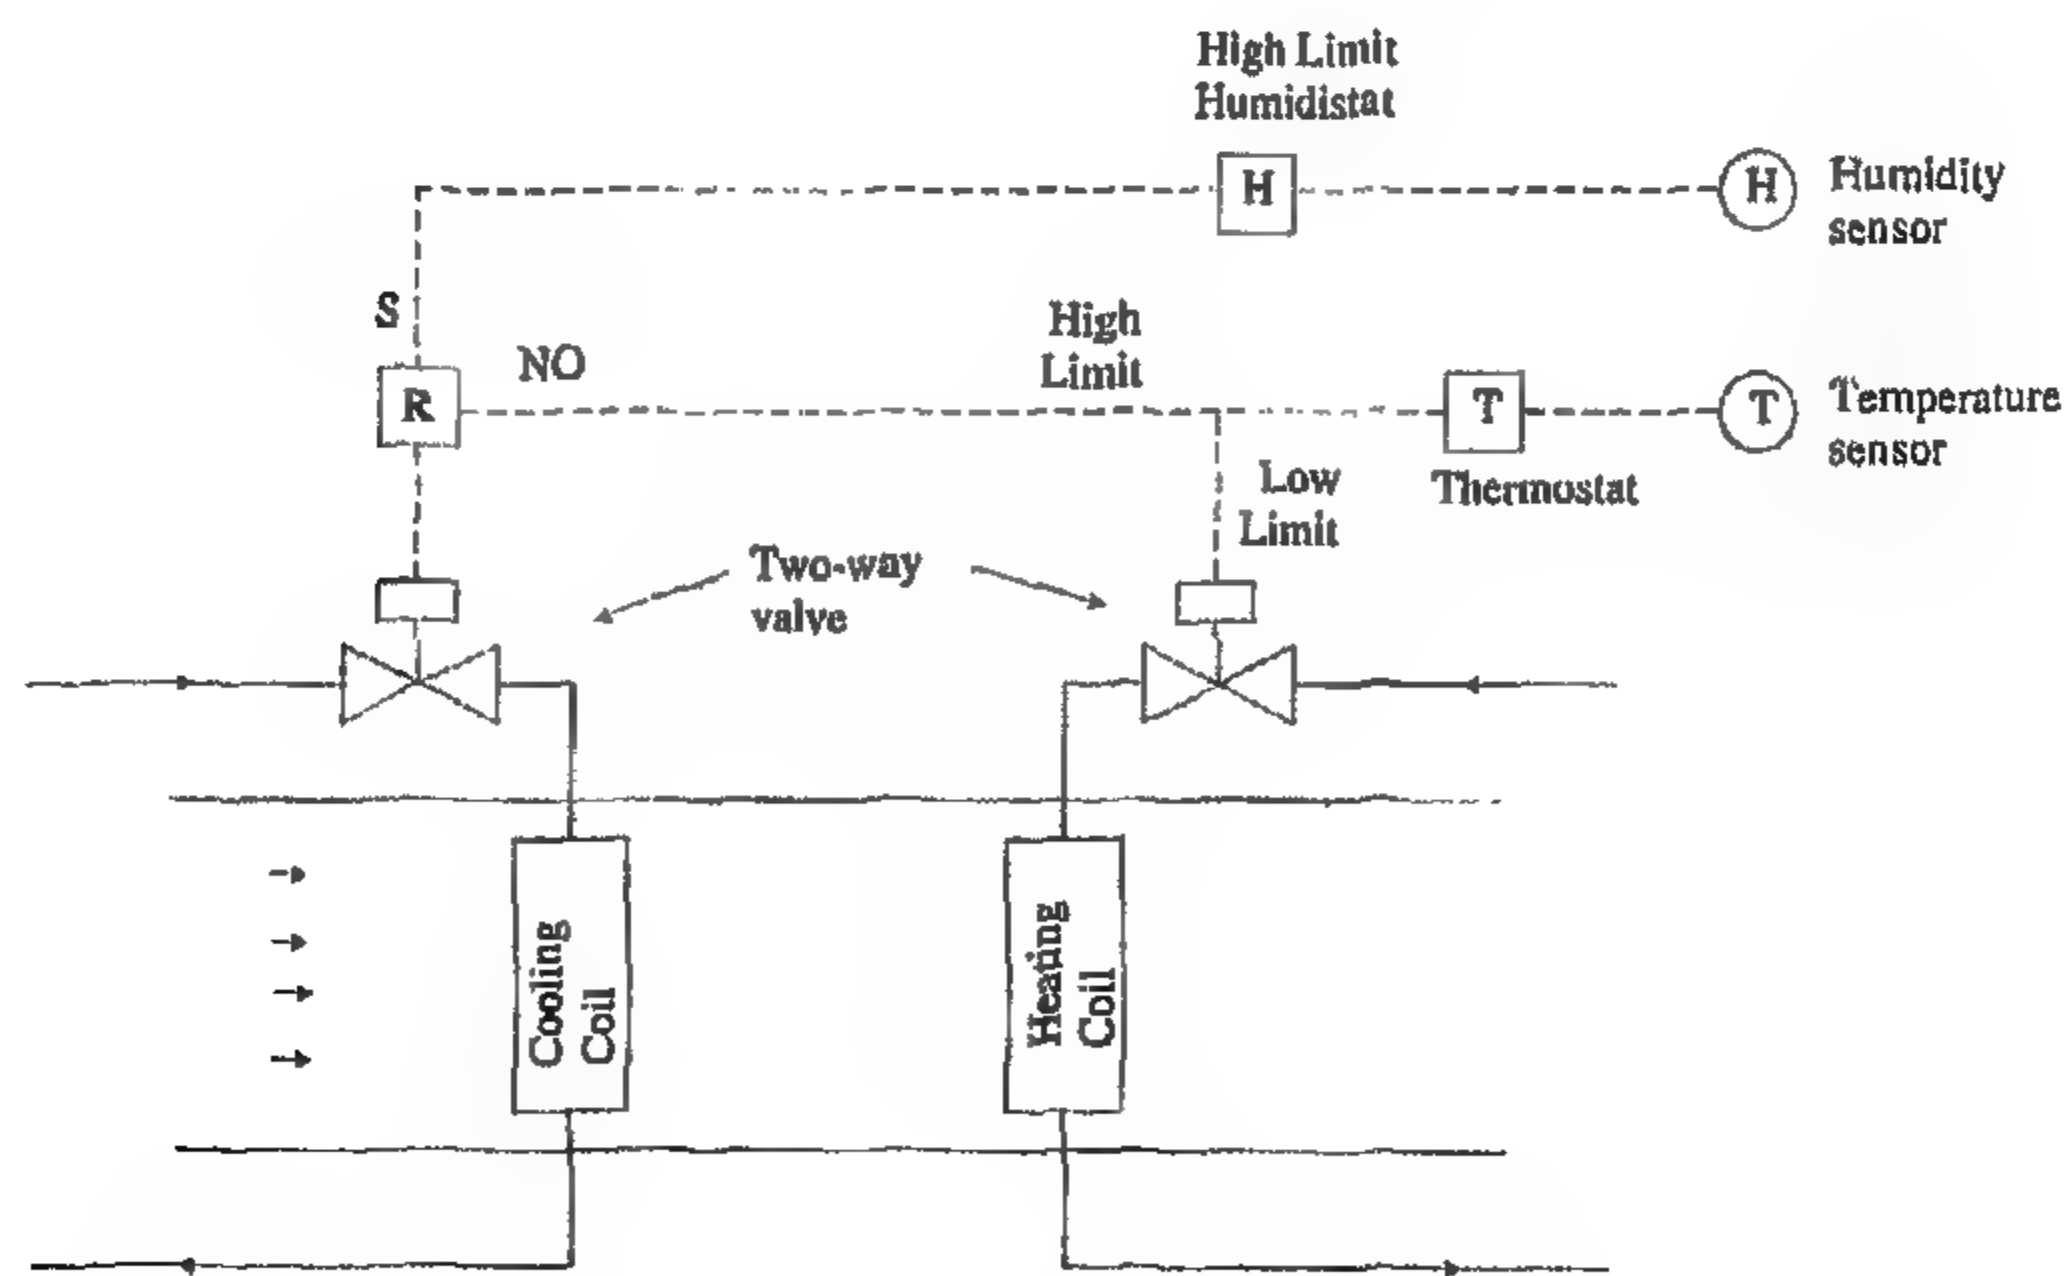 High Limit
Humidistat
H
H
Humidity
sensor
S
NO
High
Limit
R
T
T
Temperature
sensor
Low
Limit
Thermostat
Two-way
valve
Cooling
Coil
Heating
Coil